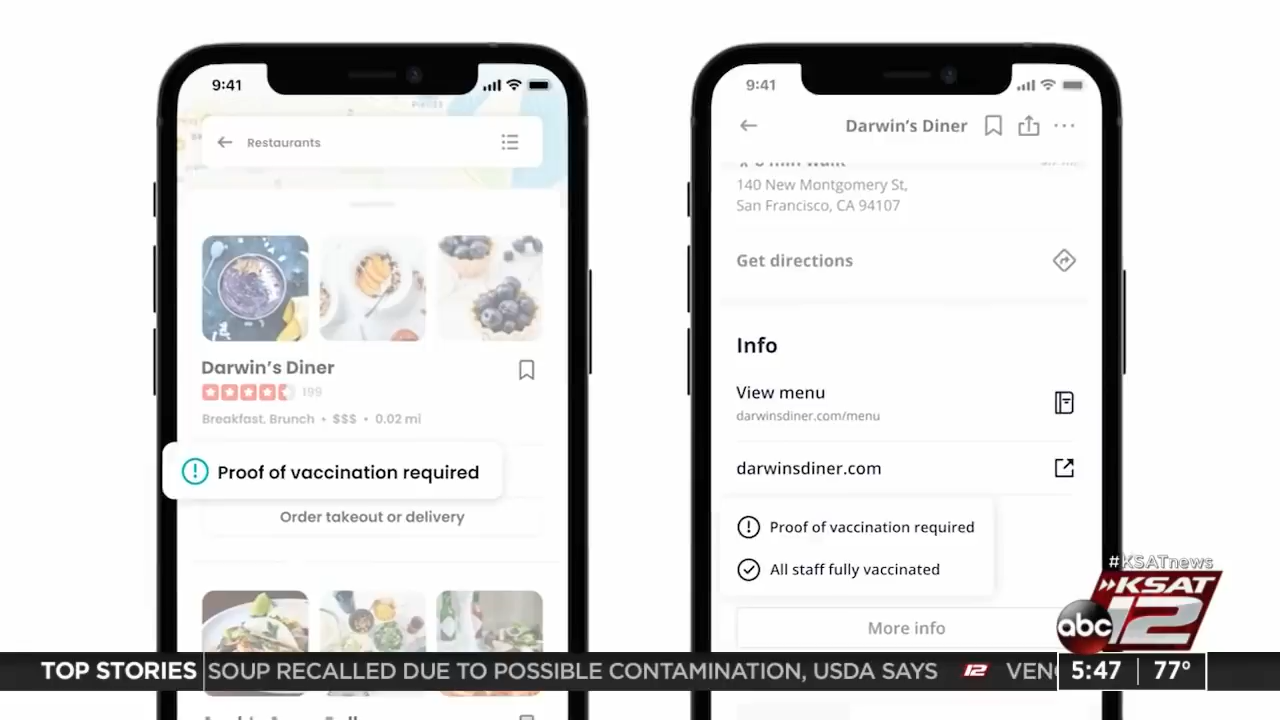 9:41
Restaurants
Darwin's Diner
199
Breakfast, Brunch • $$$ • 0.02 mi
Proof of vaccination required
Order takeout or delivery
9:41
Darwin's Diner
140 New Montgomery St,
San Francisco, CA 94107
Get directions
Info
View menu
darwinsdiner.com/menu
darwinsdiner.com
Proof of vaccination required
All staff fully vaccinated
More info
#KSATnews
KSAT
abc 12
TOP STORIES SOUP RECALLED DUE TO POSSIBLE CONTAMINATION, USDA SAYS 12
5:47 77°